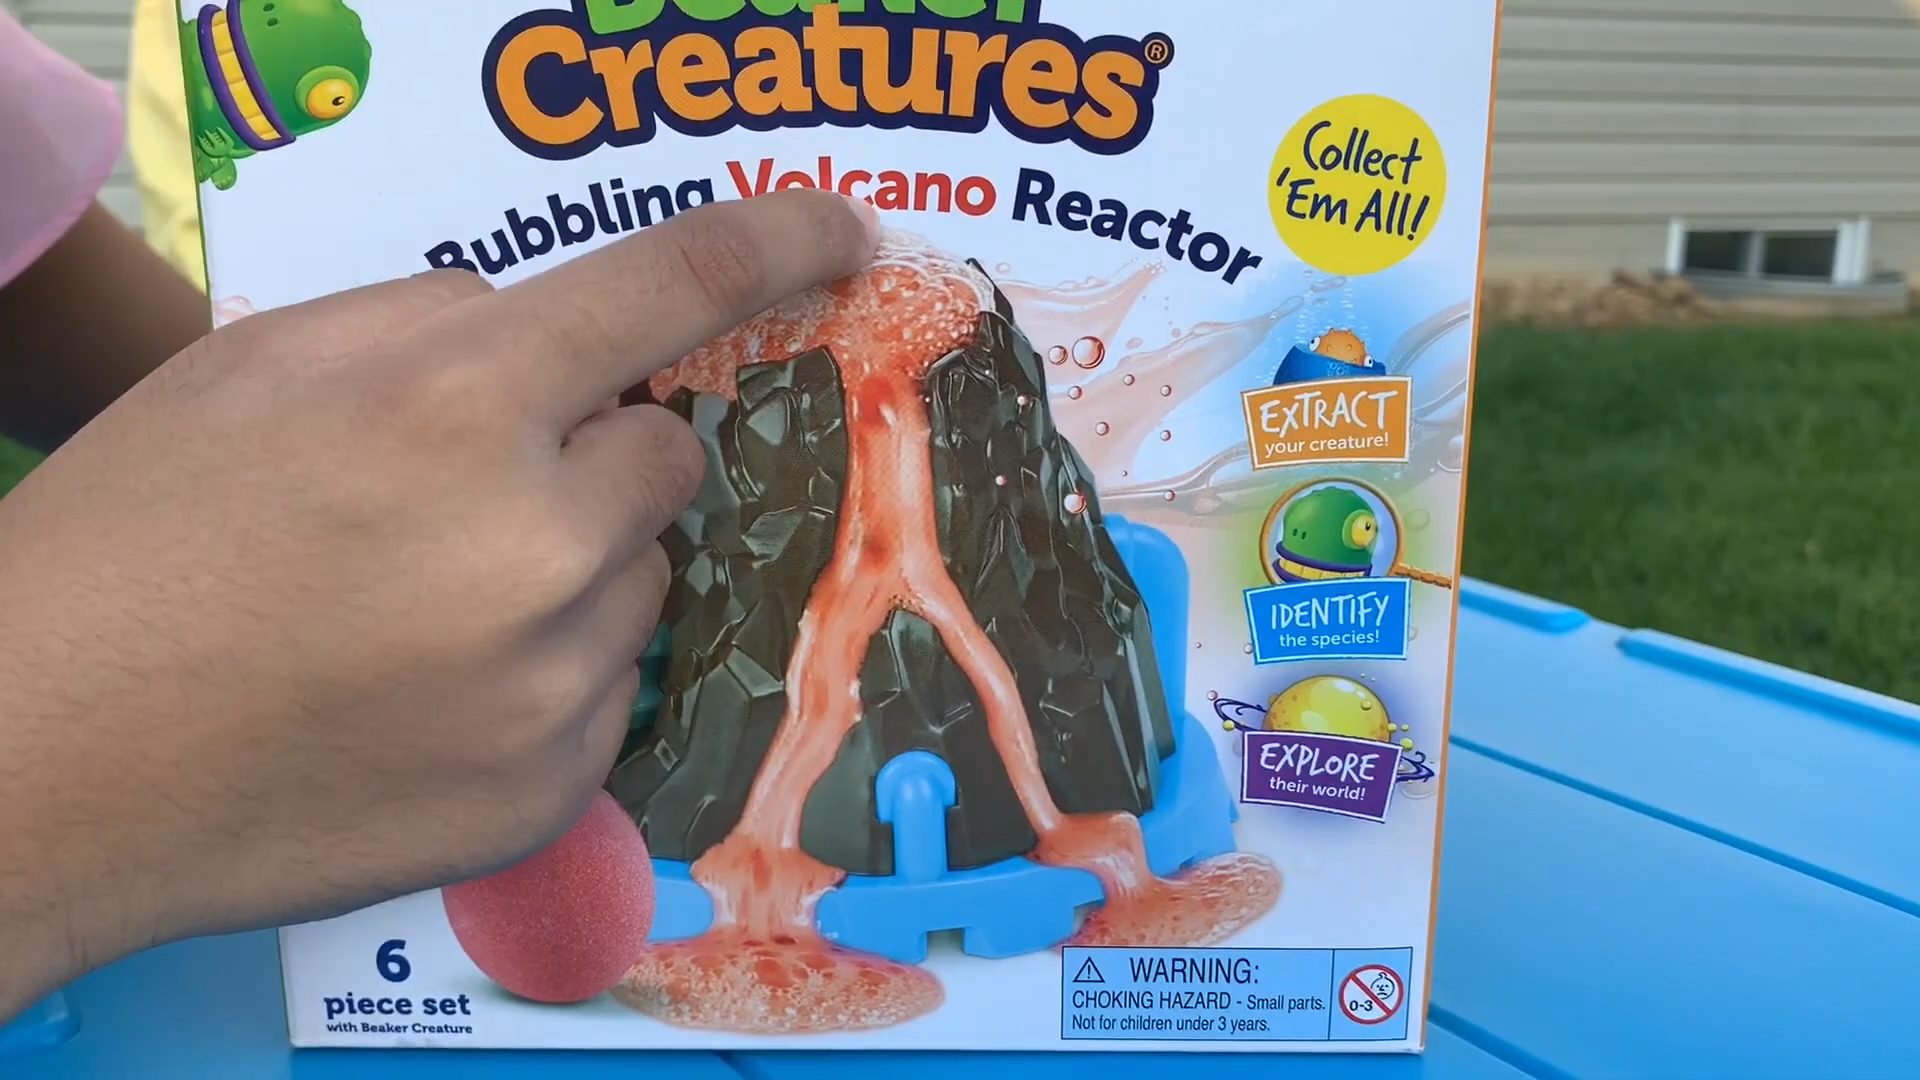 Beaker
Creatures®
Bubbling Volcano Reactor
Collect
'Em All!
EXTRACT
your creature!
IDENTIFY
the species!
EXPLORE
their world!
6
piece set
with Beaker Creature
WARNING:
CHOKING HAZARD - Small parts.
Not for children under 3 years.
0-3